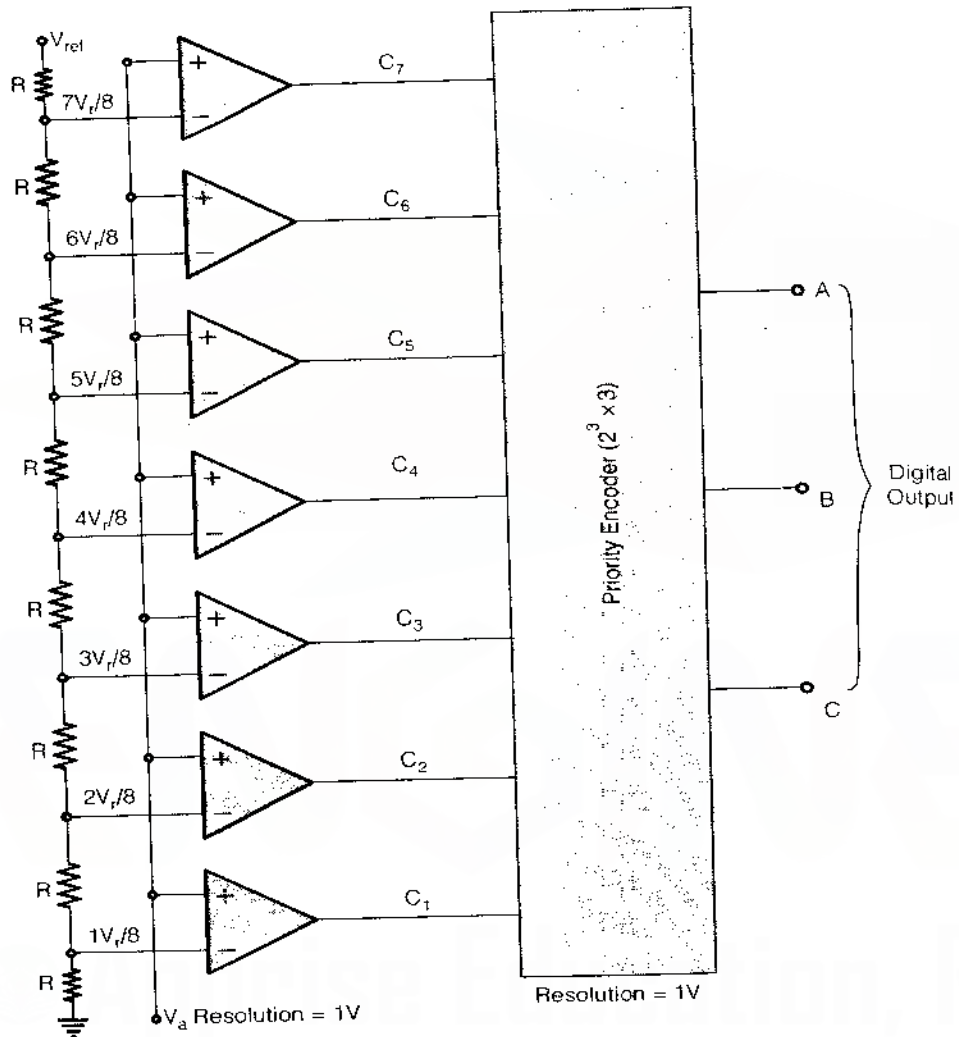 V_ref
R
7V_r/8
+
−
C_7
R
6V_r/8
+
−
C_6
R
5V_r/8
+
−
C_5
R
4V_r/8
+
−
C_4
R
3V_r/8
+
−
C_3
R
2V_r/8
+
−
C_2
R
1V_r/8
+
−
C_1
R
V_a Resolution = 1V
Priority Encoder (2^3 × 3)
Resolution = 1V
A
B
C
Digital
Output